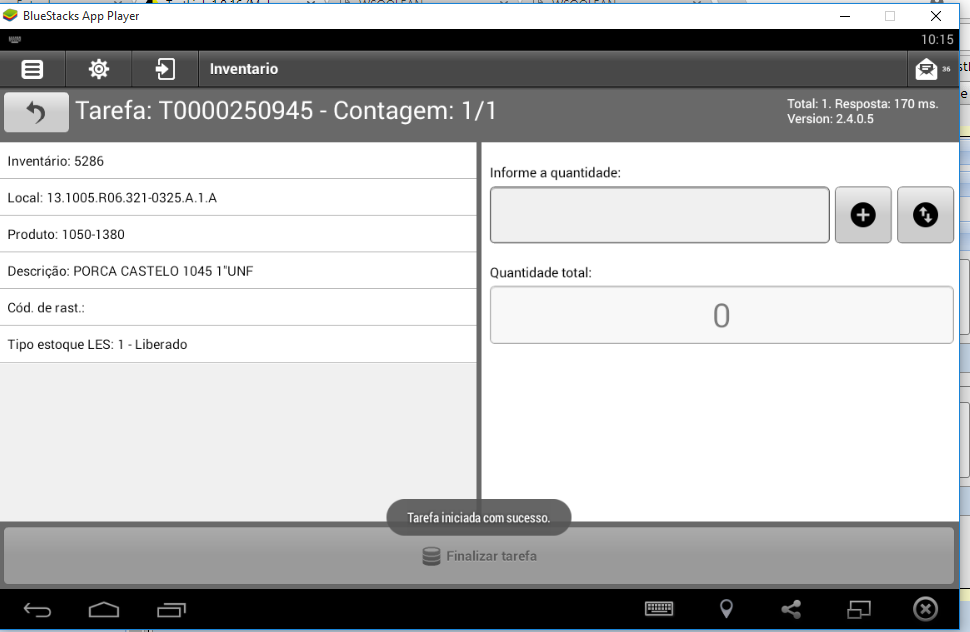 BlueStacks App Player
10:15
Inventario
36
Tarefa: T0000250945 - Contagem: 1/1
Total: 1. Resposta: 170 ms.
Version: 2.4.0.5
Inventário: 5286
Local: 13.1005.R06.321-0325.A.1.A
Produto: 1050-1380
Descrição: PORCA CASTELO 1045 1"UNF
Cód. de rast.:
Tipo estoque LES: 1 - Liberado
Informe a quantidade:
Quantidade total:
0
Tarefa iniciada com sucesso.
Finalizar tarefa